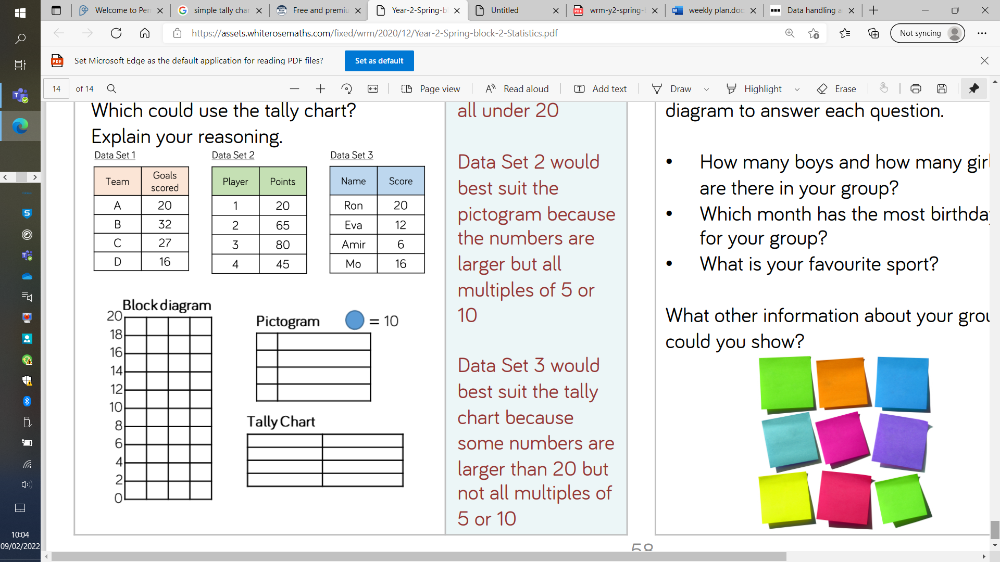 Welcome to Per
simple tally char
Free and premiu
Year-2-Spring-bl
Untitled
wrm-y2-spring-
weekly plan.doc
Data handling a
https://assets.whiterosemaths.com/fixed/wrm/2020/12/Year-2-Spring-block-2-Statistics.pdf
Not syncing
Set Microsoft Edge as the default application for reading PDF files?
Set as default
14 of 14
Page view
Read aloud
Add text
Draw
Highlight
Erase
Which could use the tally chart?
Explain your reasoning.
Data Set 1
Team Goals scored
A 20
B 32
C 27
D 16
Data Set 2
Player Points
1 20
2 65
3 80
4 45
Data Set 3
Name Score
Ron 20
Eva 12
Amir 6
Mo 16
Block diagram
20
18
16
14
12
10
8
6
4
2
0
Pictogram = 10
Tally Chart
all under 20
Data Set 2 would
best suit the
pictogram because
the numbers are
larger but all
multiples of 5 or
10
Data Set 3 would
best suit the tally
chart because
some numbers are
larger than 20 but
not all multiples of
5 or 10
diagram to answer each question.
• How many boys and how many girl
are there in your group?
• Which month has the most birthda
for your group?
• What is your favourite sport?
What other information about your grou
could you show?
58
10:04
09/02/2022